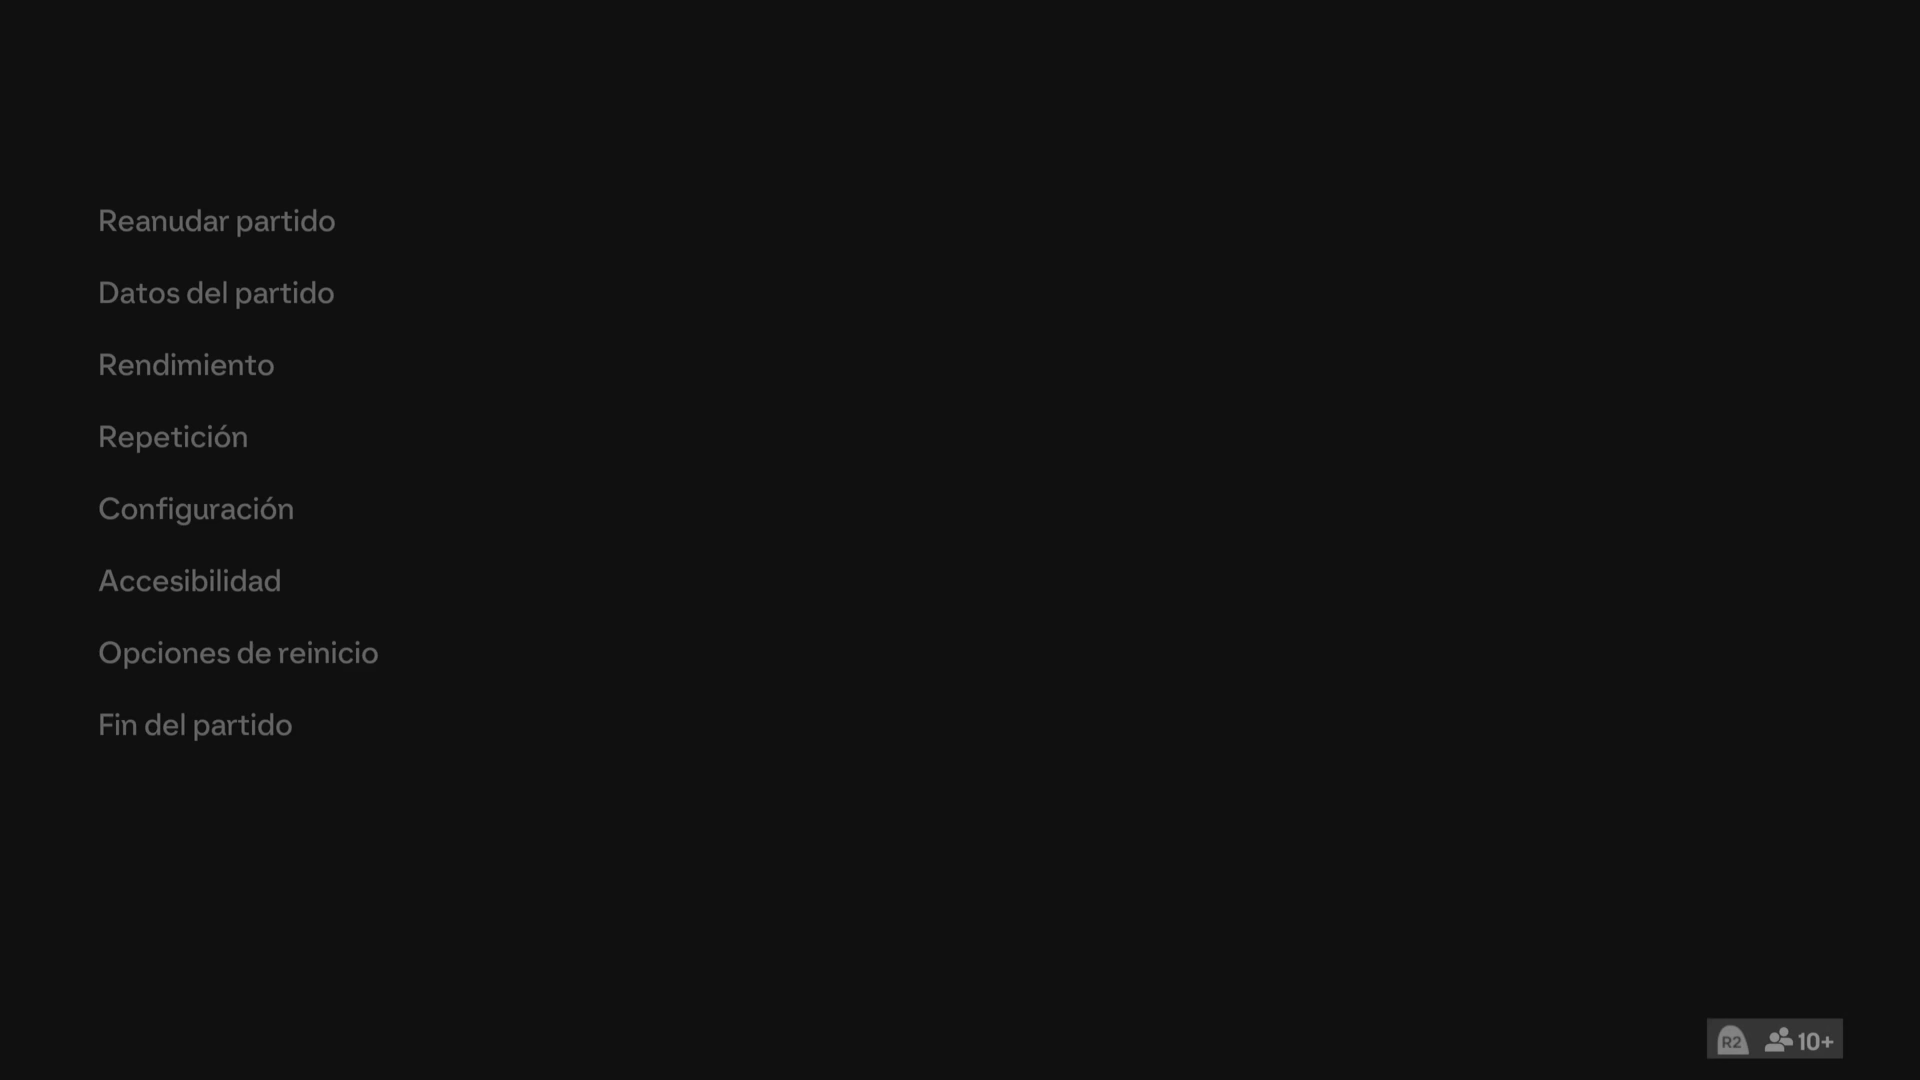 Reanudar partido
Datos del partido
Rendimiento
Repetición
Configuración
Accesibilidad
Opciones de reinicio
Fin del partido
R2 10+